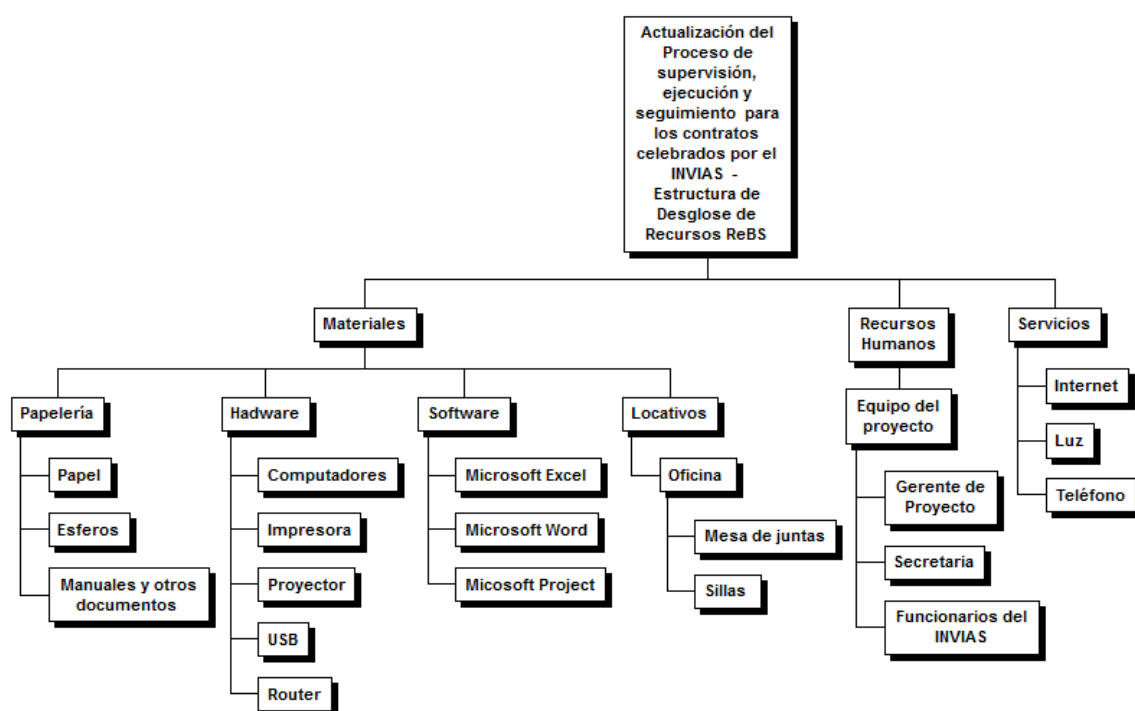 Actualización del
Proceso de
supervisión,
ejecución y
seguimiento para
los contratos
celebrados por el
INVIAS -
Estructura de
Desglose de
Recursos ReBS
Materiales
Recursos
Humanos
Servicios
Papelería
Hadware
Software
Locativos
Equipo del
proyecto
Papel
Esferos
Manuales y otros
documentos
Computadores
Impresora
Proyector
USB
Router
Microsoft Excel
Microsoft Word
Micosoft Project
Oficina
Mesa de juntas
Sillas
Gerente de
Proyecto
Secretaria
Funcionarios del
INVIAS
Internet
Luz
Teléfono